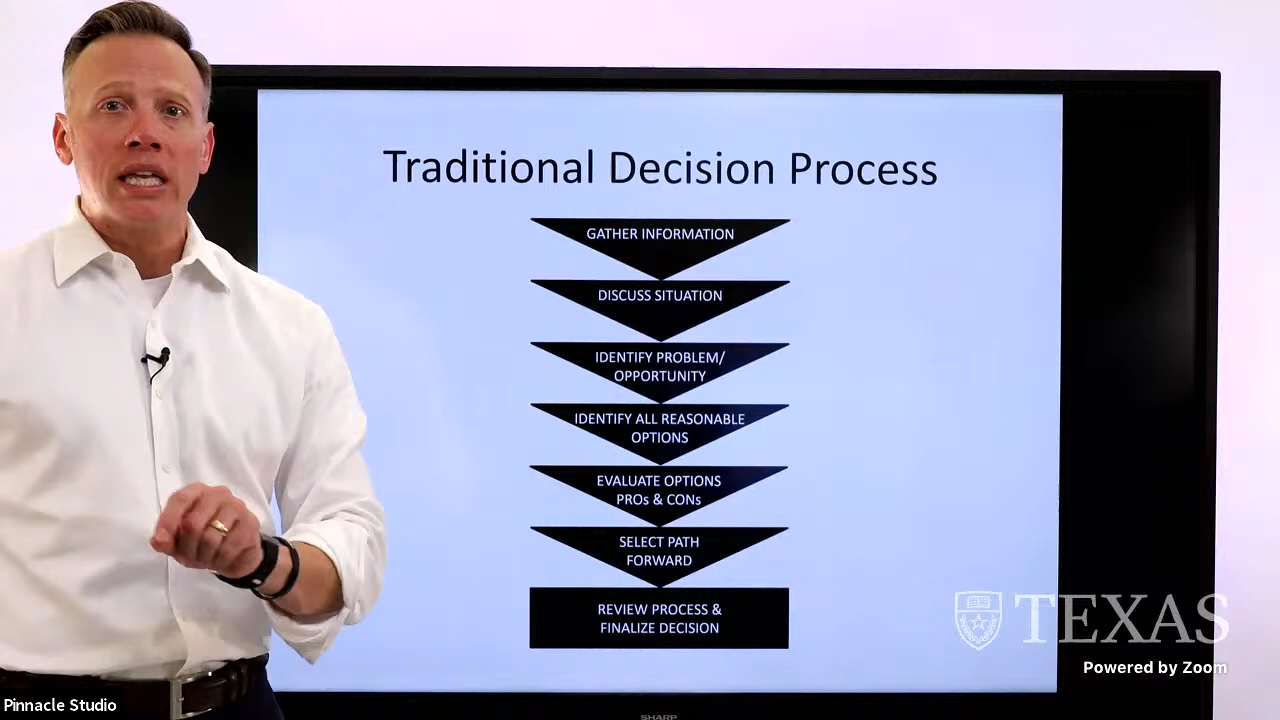 Traditional Decision Process
GATHER INFORMATION
DISCUSS SITUATION
IDENTIFY PROBLEM/
OPPORTUNITY
IDENTIFY ALL REASONABLE
OPTIONS
EVALUATE OPTIONS
PROs & CONs
SELECT PATH
FORWARD
REVIEW PROCESS &
FINALIZE DECISION
TEXAS
Powered by Zoom
Pinnacle Studio
SHARP